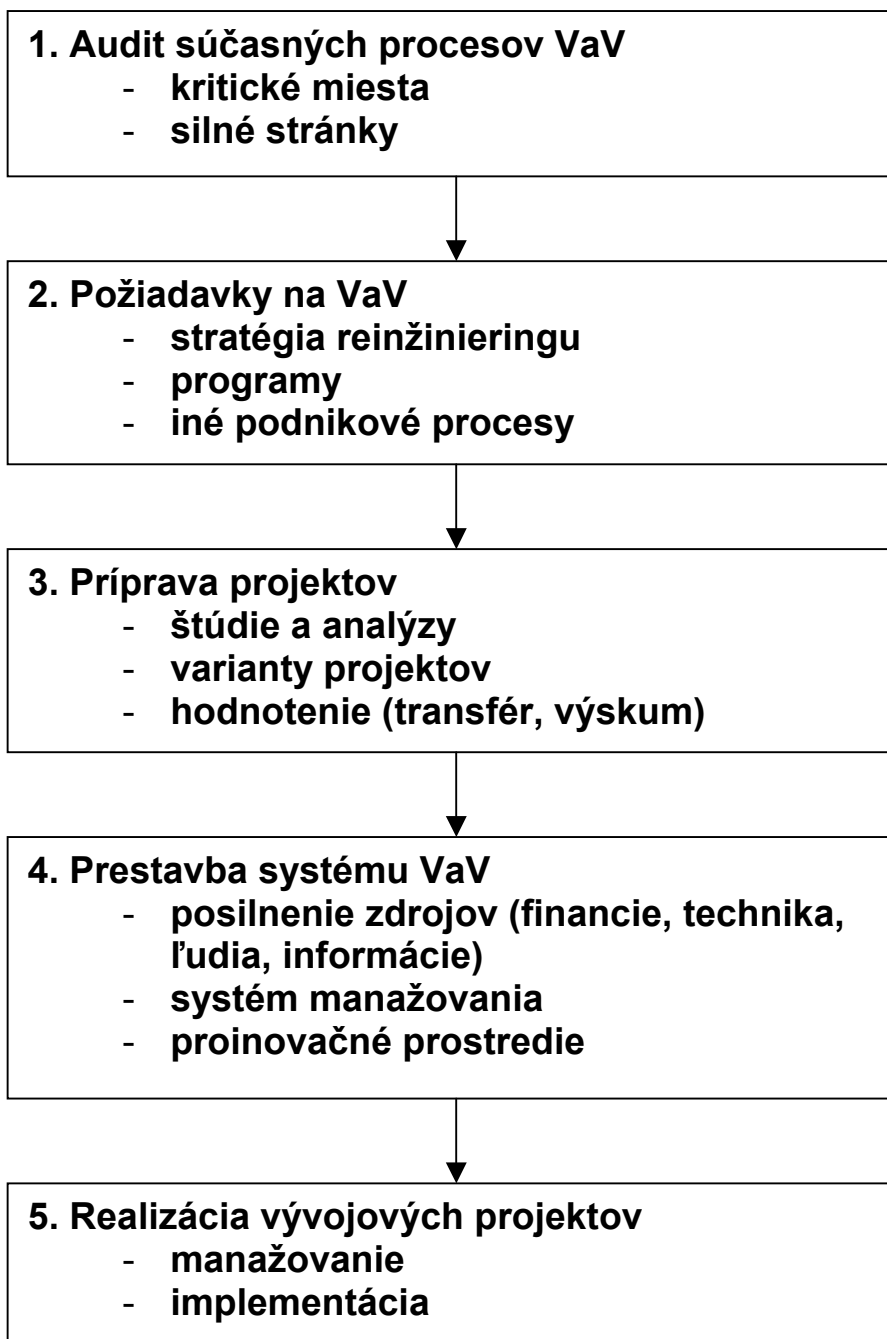 1. Audit súčasných procesov VaV
- kritické miesta
- silné stránky
2. Požiadavky na VaV
- stratégia reinžinieringu
- programy
- iné podnikové procesy
3. Príprava projektov
- štúdie a analýzy
- varianty projektov
- hodnotenie (transfér, výskum)
4. Prestavba systému VaV
- posilnenie zdrojov (financie, technika,
ľudia, informácie)
- systém manažovania
- proinovačné prostredie
5. Realizácia vývojových projektov
- manažovanie
- implementácia